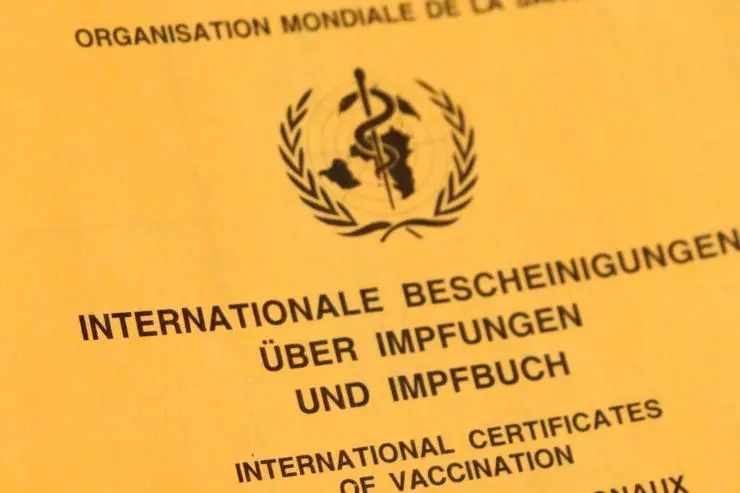 ORGANISATION MONDIALE DE LA
INTERNATIONALE BESCHEINIGUNGEN
ÜBER IMPFUNGEN
UND IMPFBUCH
INTERNATIONAL CERTIFICATES
OF VACCINATION